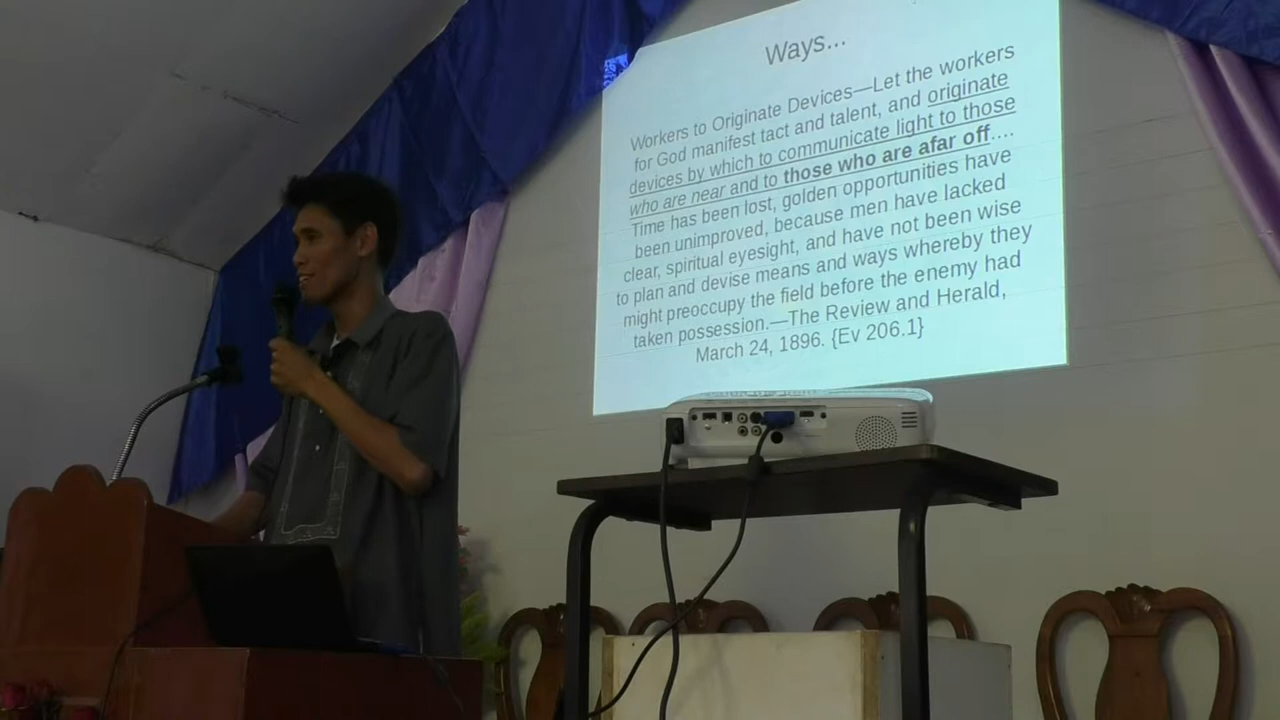 Ways...
Workers to Originate Devices—Let the workers
for God manifest tact and talent, and originate
devices by which to communicate light to those
who are near and to those who are afar off....
Time has been lost, golden opportunities have
been unimproved, because men have lacked
clear, spiritual eyesight, and have not been wise
to plan and devise means and ways whereby they
might preoccupy the field before the enemy had
taken possession.—The Review and Herald,
March 24, 1896. {Ev 206.1}